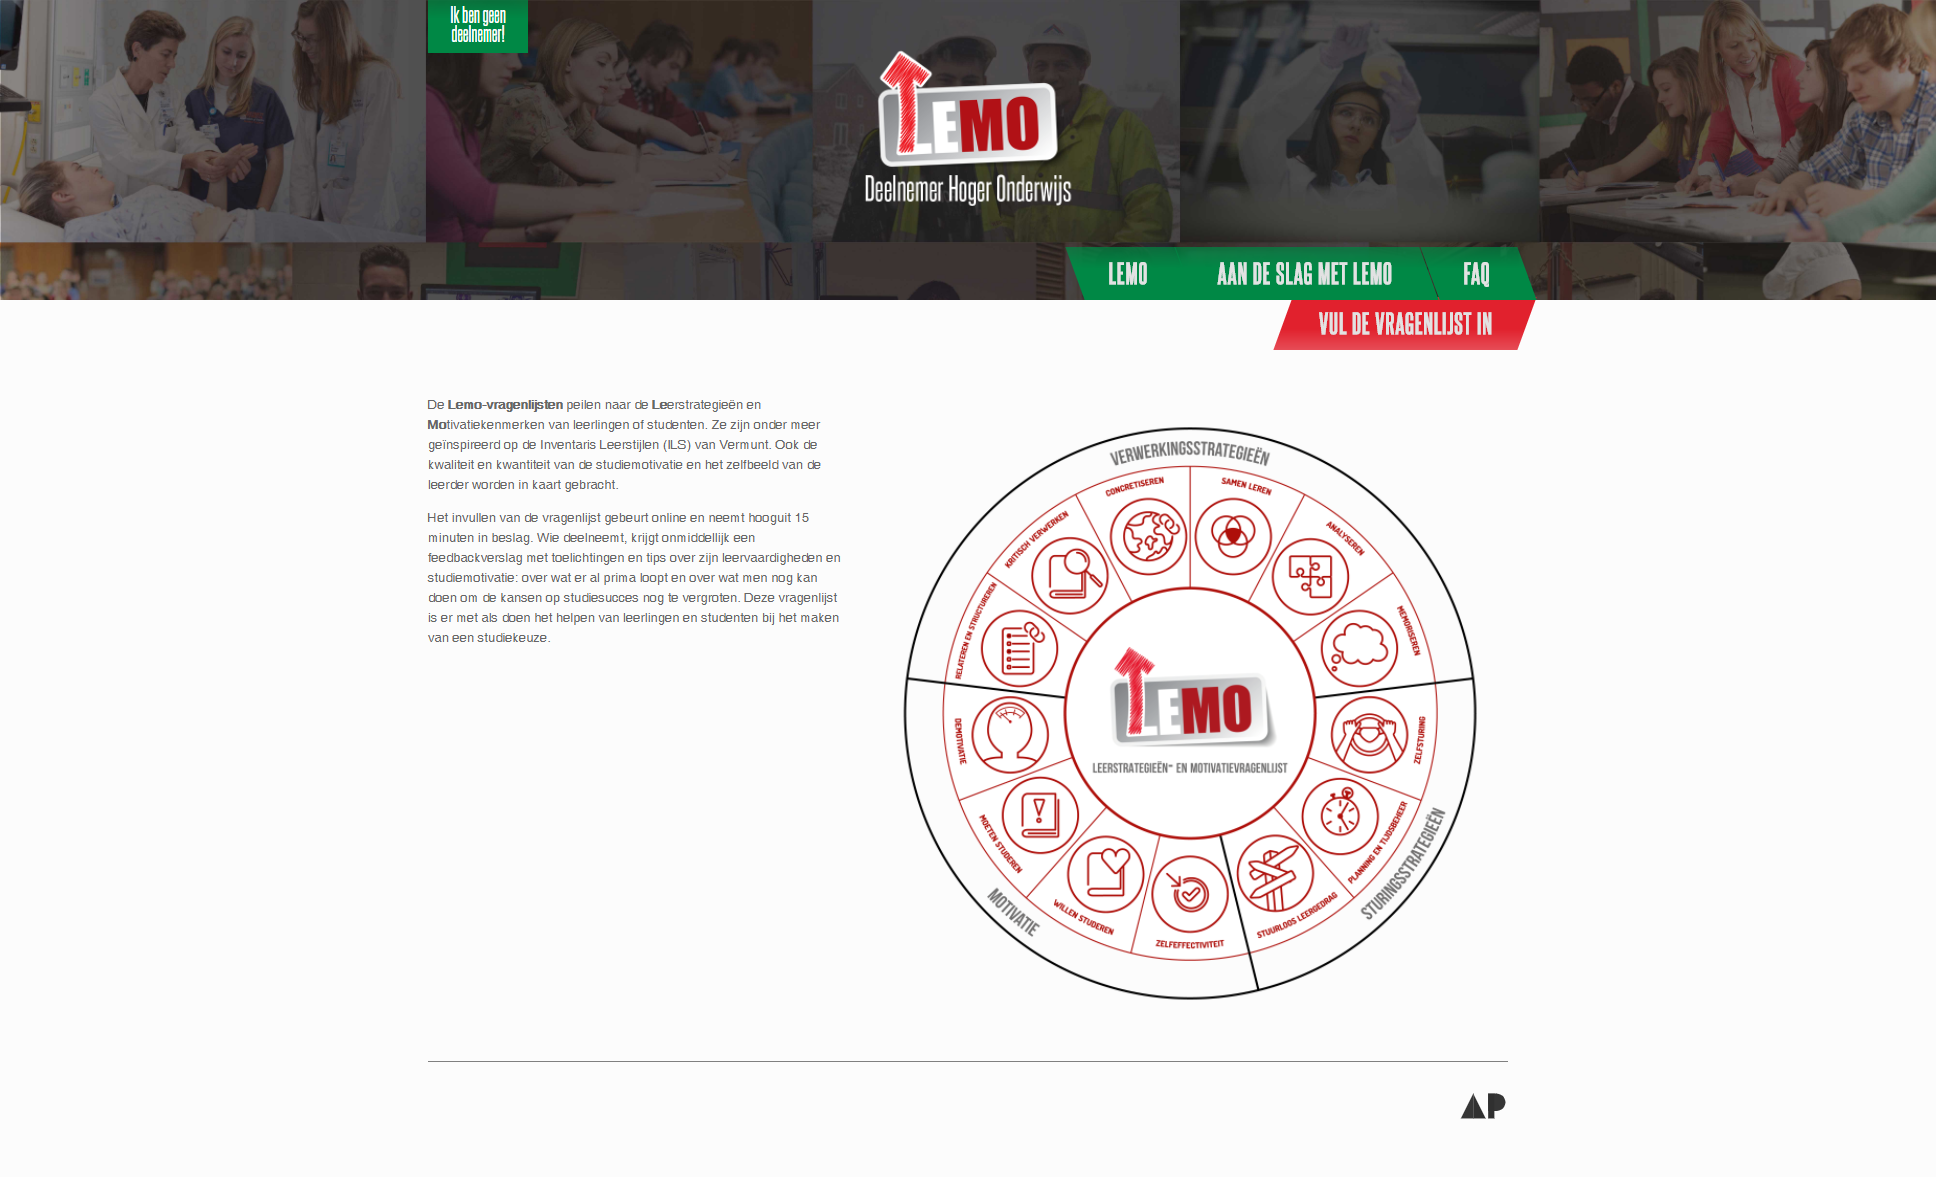 Ik ben geen
deelnemer!
LEMO
Deelnemer Hoger Onderwijs
LEMO
AAN DE SLAG MET LEMO
FAQ
VUL DE VRAGENLIJST IN
De Lemo-vragenlijsten peilen naar de Leerstrategieën en
Motivatiekenmerken van leerlingen of studenten. Ze zijn onder meer
geïnspireerd op de Inventaris Leerstijlen (ILS) van Vermunt. Ook de
kwaliteit en kwantiteit van de studiemotivatie en het zelfbeeld van de
leerder worden in kaart gebracht.
Het invullen van de vragenlijst gebeurt online en neemt hooguit 15
minuten in beslag. Wie deelneemt, krijgt onmiddellijk een
feedbackverslag met toelichtingen en tips over zijn leervaardigheden en
studiemotivatie: over wat er al prima loopt en over wat men nog kan
doen om de kansen op studiesucces nog te vergroten. Deze vragenlijst
is er met als doen het helpen van leerlingen en studenten bij het maken
van een studiekeuze.
VERWERKINGSSTRATEGIEËN
CONCRETISEREN
SAMEN LEREN
KRITISCH VERWERKEN
ANALYSEREN
RELATEREN EN STRUCTUREREN
MEMORISEREN
DEMOTIVATIE
ZELFSTURING
LEMO
LEERSTRATEGIEËN- EN MOTIVATIEVRAGENLIJST
MOETEN STUDEREN
PLANNING EN TIJDSBEHEER
WILLEN STUDEREN
STUURLOOS LEERGEDRAG
ZELFEFFECTIVITEIT
MOTIVATIE
STURINGSSTRATEGIEËN
AP